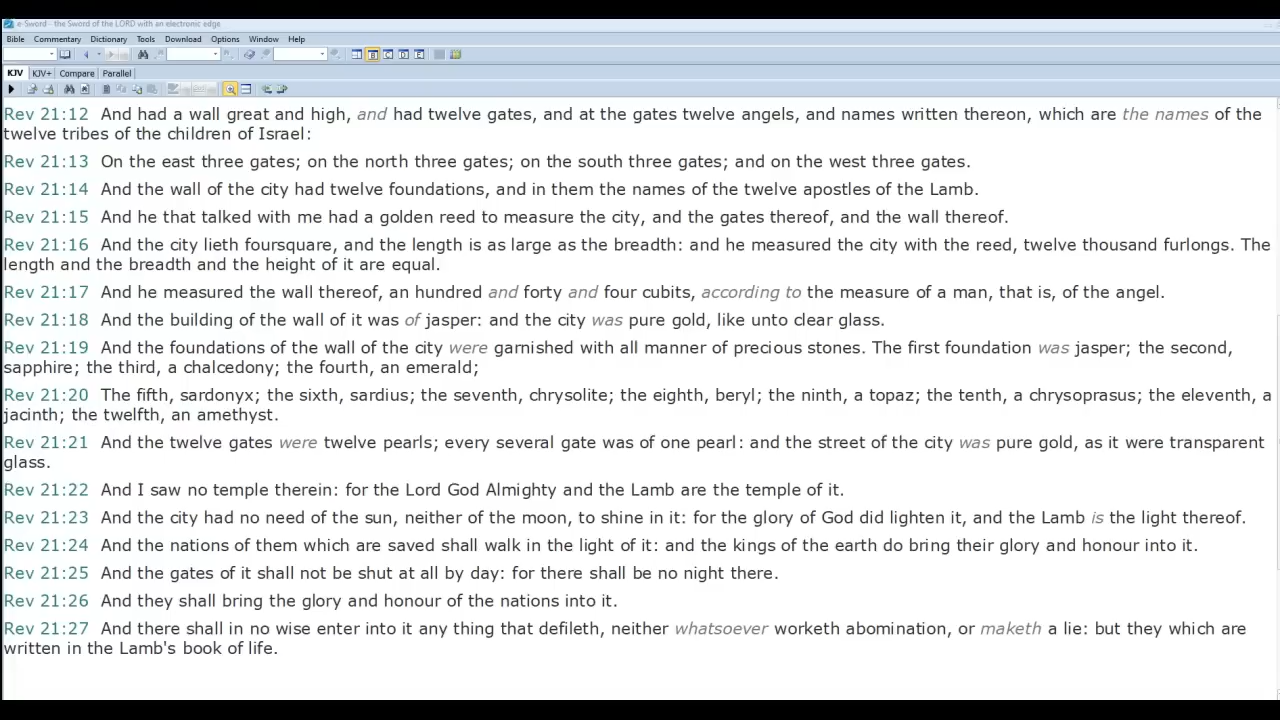 e-Sword - the Sword of the LORD with an electronic edge
Bible Commentary Dictionary Tools Download Options Window Help
KJV KJV+ Compare Parallel
Rev 21:12 And had a wall great and high, and had twelve gates, and at the gates twelve angels, and names written thereon, which are the names of the
twelve tribes of the children of Israel:
Rev 21:13 On the east three gates; on the north three gates; on the south three gates; and on the west three gates.
Rev 21:14 And the wall of the city had twelve foundations, and in them the names of the twelve apostles of the Lamb.
Rev 21:15 And he that talked with me had a golden reed to measure the city, and the gates thereof, and the wall thereof.
Rev 21:16 And the city lieth foursquare, and the length is as large as the breadth: and he measured the city with the reed, twelve thousand furlongs. The
length and the breadth and the height of it are equal.
Rev 21:17 And he measured the wall thereof, an hundred and forty and four cubits, according to the measure of a man, that is, of the angel.
Rev 21:18 And the building of the wall of it was of jasper: and the city was pure gold, like unto clear glass.
Rev 21:19 And the foundations of the wall of the city were garnished with all manner of precious stones. The first foundation was jasper; the second,
sapphire; the third, a chalcedony; the fourth, an emerald;
Rev 21:20 The fifth, sardonyx; the sixth, sardius; the seventh, chrysolite; the eighth, beryl; the ninth, a topaz; the tenth, a chrysoprasus; the eleventh, a
jacinth; the twelfth, an amethyst.
Rev 21:21 And the twelve gates were twelve pearls; every several gate was of one pearl: and the street of the city was pure gold, as it were transparent
glass.
Rev 21:22 And I saw no temple therein: for the Lord God Almighty and the Lamb are the temple of it.
Rev 21:23 And the city had no need of the sun, neither of the moon, to shine in it: for the glory of God did lighten it, and the Lamb is the light thereof.
Rev 21:24 And the nations of them which are saved shall walk in the light of it: and the kings of the earth do bring their glory and honour into it.
Rev 21:25 And the gates of it shall not be shut at all by day: for there shall be no night there.
Rev 21:26 And they shall bring the glory and honour of the nations into it.
Rev 21:27 And there shall in no wise enter into it any thing that defileth, neither whatsoever worketh abomination, or maketh a lie: but they which are
written in the Lamb's book of life.